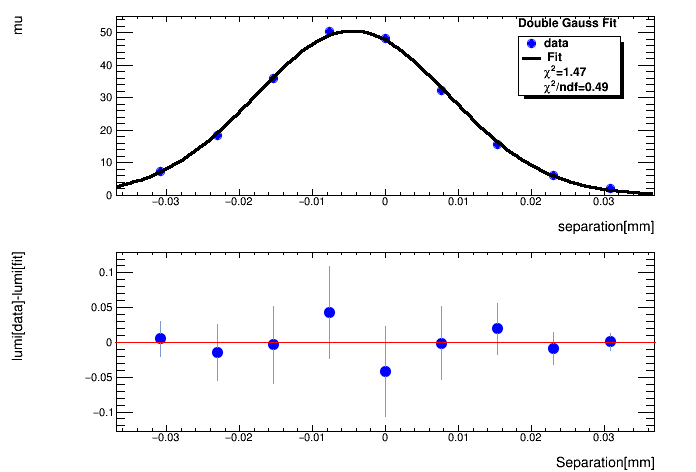 mu
Double Gauss Fit
data
Fit
χ²=1.47
χ²/ndf=0.49
50
40
30
20
10
0
−0.03 −0.02 −0.01 0 0.01 0.02 0.03
separation[mm]
lumi[data]-lumi[fit]
0.1
0.05
0
−0.05
−0.1
−0.03 −0.02 −0.01 0 0.01 0.02 0.03
Separation[mm]